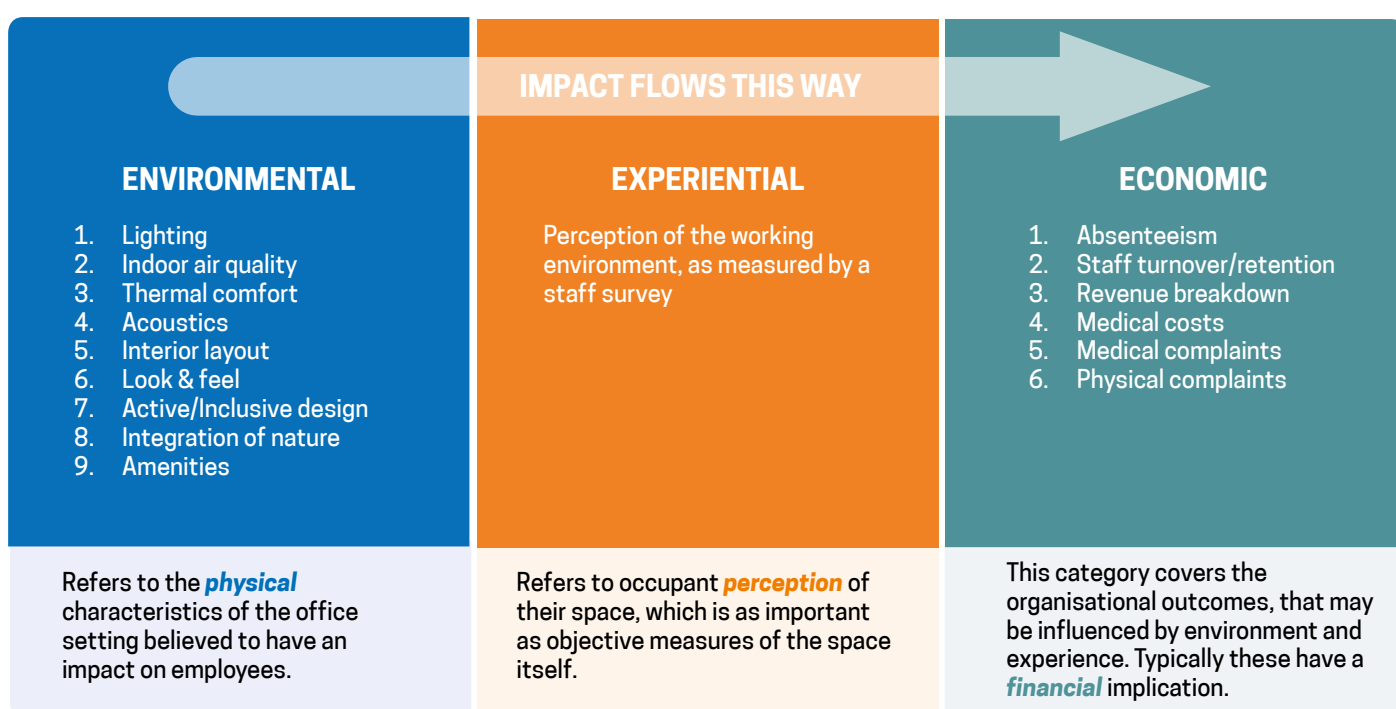 IMPACT FLOWS THIS WAY
ENVIRONMENTAL
1. Lighting
2. Indoor air quality
3. Thermal comfort
4. Acoustics
5. Interior layout
6. Look & feel
7. Active/Inclusive design
8. Integration of nature
9. Amenities
Refers to the physical
characteristics of the office
setting believed to have an
impact on employees.
EXPERIENTIAL
Perception of the working
environment, as measured by a
staff survey
Refers to occupant perception of
their space, which is as important
as objective measures of the space
itself.
ECONOMIC
1. Absenteeism
2. Staff turnover/retention
3. Revenue breakdown
4. Medical costs
5. Medical complaints
6. Physical complaints
This category covers the
organisational outcomes, that may
be influenced by environment and
experience. Typically these have a
financial implication.